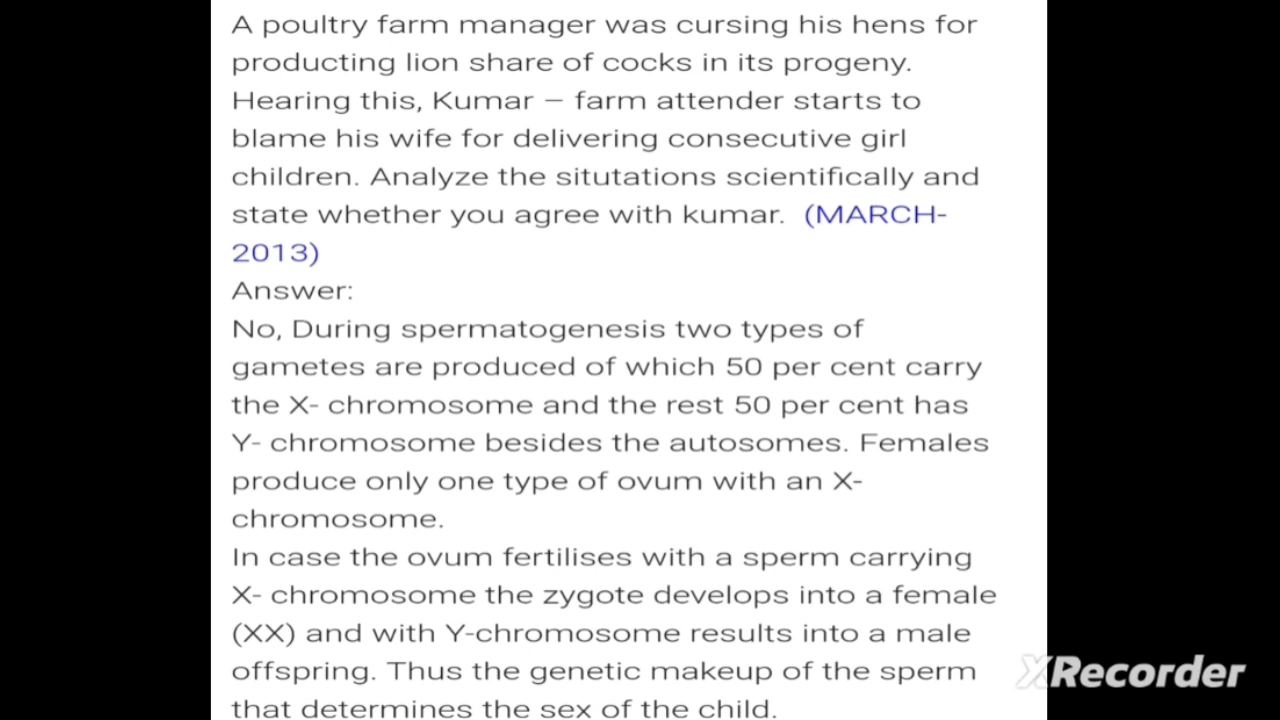 A poultry farm manager was cursing his hens for
producting lion share of cocks in its progeny.
Hearing this, Kumar – farm attender starts to
blame his wife for delivering consecutive girl
children. Analyze the situtations scientifically and
state whether you agree with kumar. (MARCH-
2013)
Answer:
No, During spermatogenesis two types of
gametes are produced of which 50 per cent carry
the X- chromosome and the rest 50 per cent has
Y- chromosome besides the autosomes. Females
produce only one type of ovum with an X-
chromosome.
In case the ovum fertilises with a sperm carrying
X- chromosome the zygote develops into a female
(XX) and with Y-chromosome results into a male
offspring. Thus the genetic makeup of the sperm
that determines the sex of the child.
XRecorder